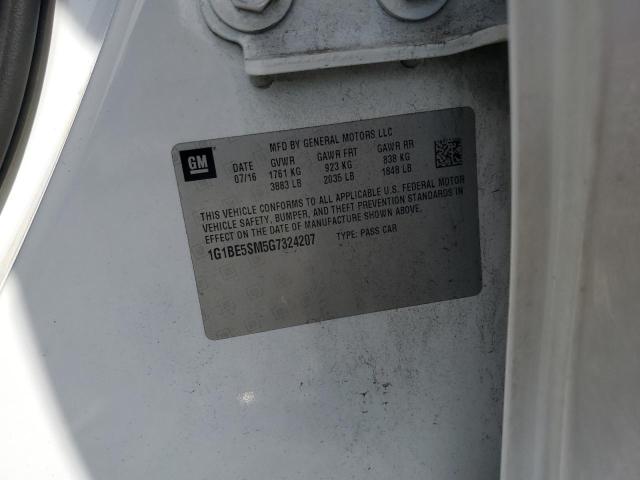 MFD BY GENERAL MOTORS LLC
GM
DATE GVWR GAWR FRT GAWR RR
07/16 1761 KG 923 KG 838 KG
3883 LB 2035 LB 1848 LB
THIS VEHICLE CONFORMS TO ALL APPLICABLE U.S. FEDERAL MOTOR
VEHICLE SAFETY, BUMPER, AND THEFT PREVENTION STANDARDS IN
EFFECT ON THE DATE OF MANUFACTURE SHOWN ABOVE.
1G1BE5SM5G7324207 TYPE: PASS CAR